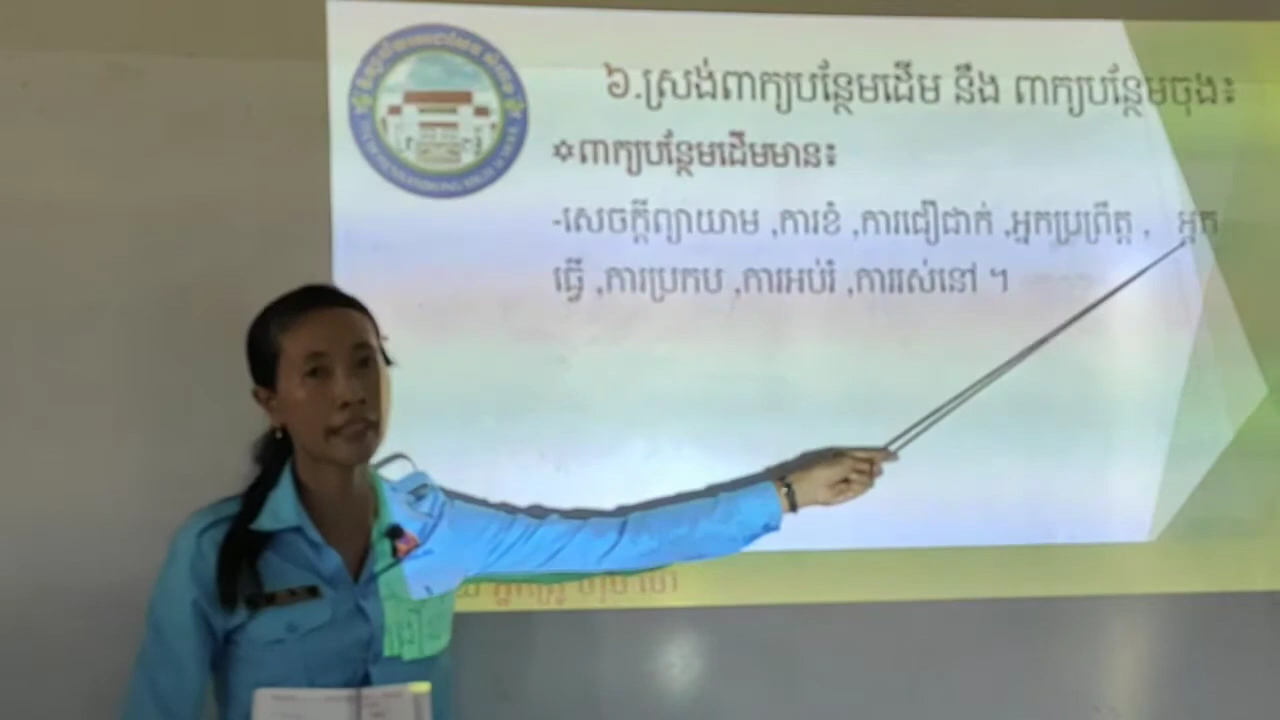 ៦.ស្រង់ពាក្យបន្ថែមដើម នឹង ពាក្យបន្ថែមចុង៖
✡ពាក្យបន្ថែមដើមមាន៖
-សេចក្ដីព្យាយាម ,ការខំ ,ការជឿជាក់ ,អ្នកប្រព្រឹត្ត , អ្នក
ធ្វើ ,ការប្រកប ,ការអប់រំ ,ការរស់នៅ ។